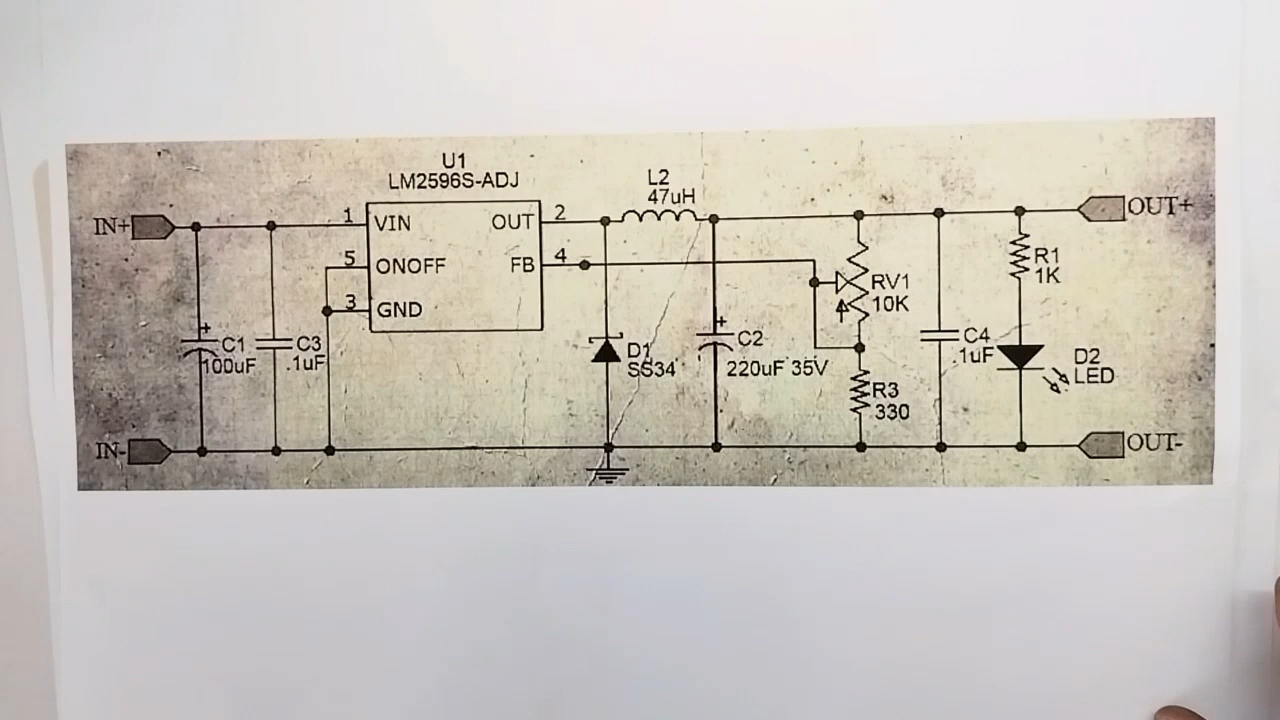 U1
LM2596S-ADJ
L2
47uH
IN+
1
VIN
OUT
2
OUT+
5
ONOFF
FB
4
R1
1K
RV1
10K
3
GND
+
C1
100uF
C3
.1uF
D1
SS34
+
C2
220uF 35V
C4
.1uF
D2
LED
R3
330
IN-
OUT-